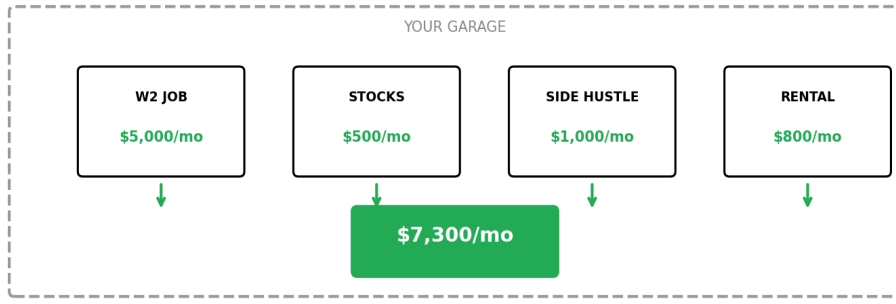 YOUR GARAGE
W2 JOB
$5,000/mo
STOCKS
$500/mo
SIDE HUSTLE
$1,000/mo
RENTAL
$800/mo
$7,300/mo